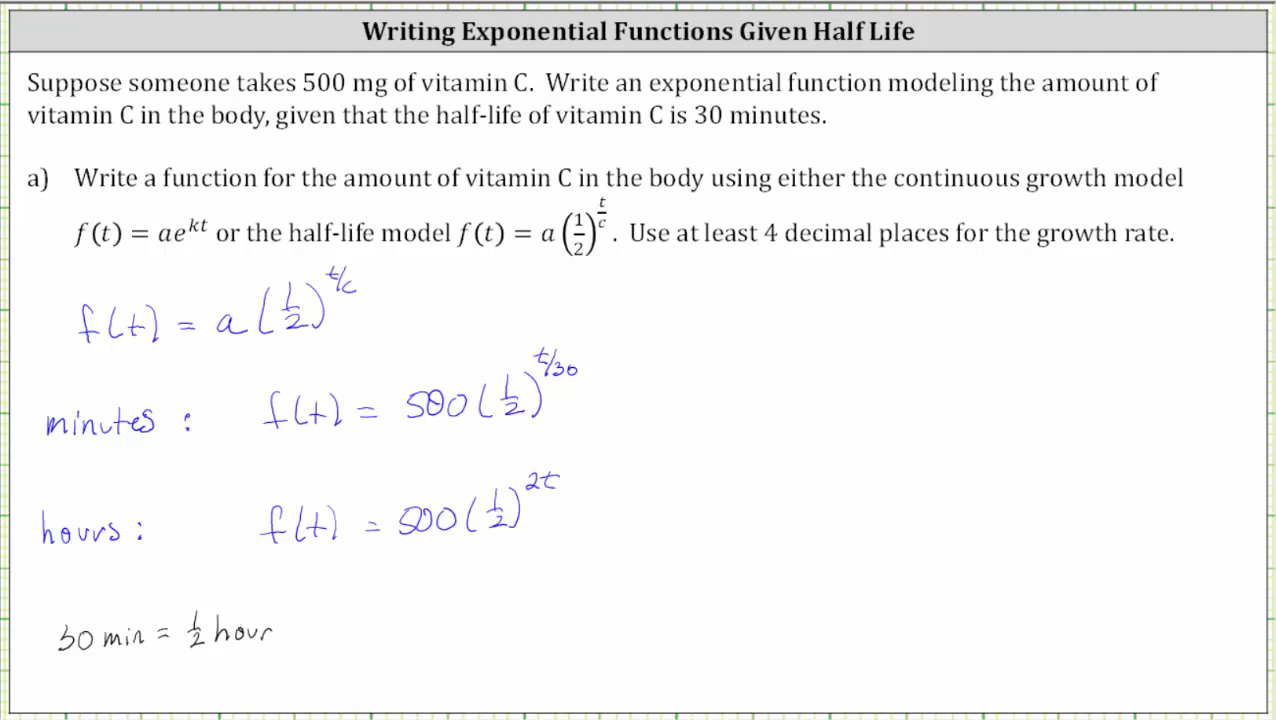 Writing Exponential Functions Given Half Life
Suppose someone takes 500 mg of vitamin C. Write an exponential function modeling the amount of
vitamin C in the body, given that the half-life of vitamin C is 30 minutes.
a) Write a function for the amount of vitamin C in the body using either the continuous growth model
f(t) = ae^{kt} or the half-life model f(t) = a(1/2)^{t/c}. Use at least 4 decimal places for the growth rate.
f(t) = a(1/2)^{t/c}
minutes: f(t) = 500(1/2)^{t/30}
hours: f(t) = 500(1/2)^{2t}
30 min = 1/2 hour